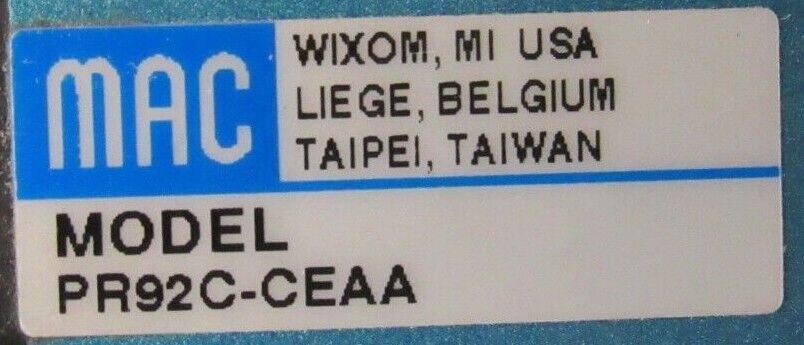 MAC
WIXOM, MI USA
LIEGE, BELGIUM
TAIPEI, TAIWAN
MODEL
PR92C-CEAA